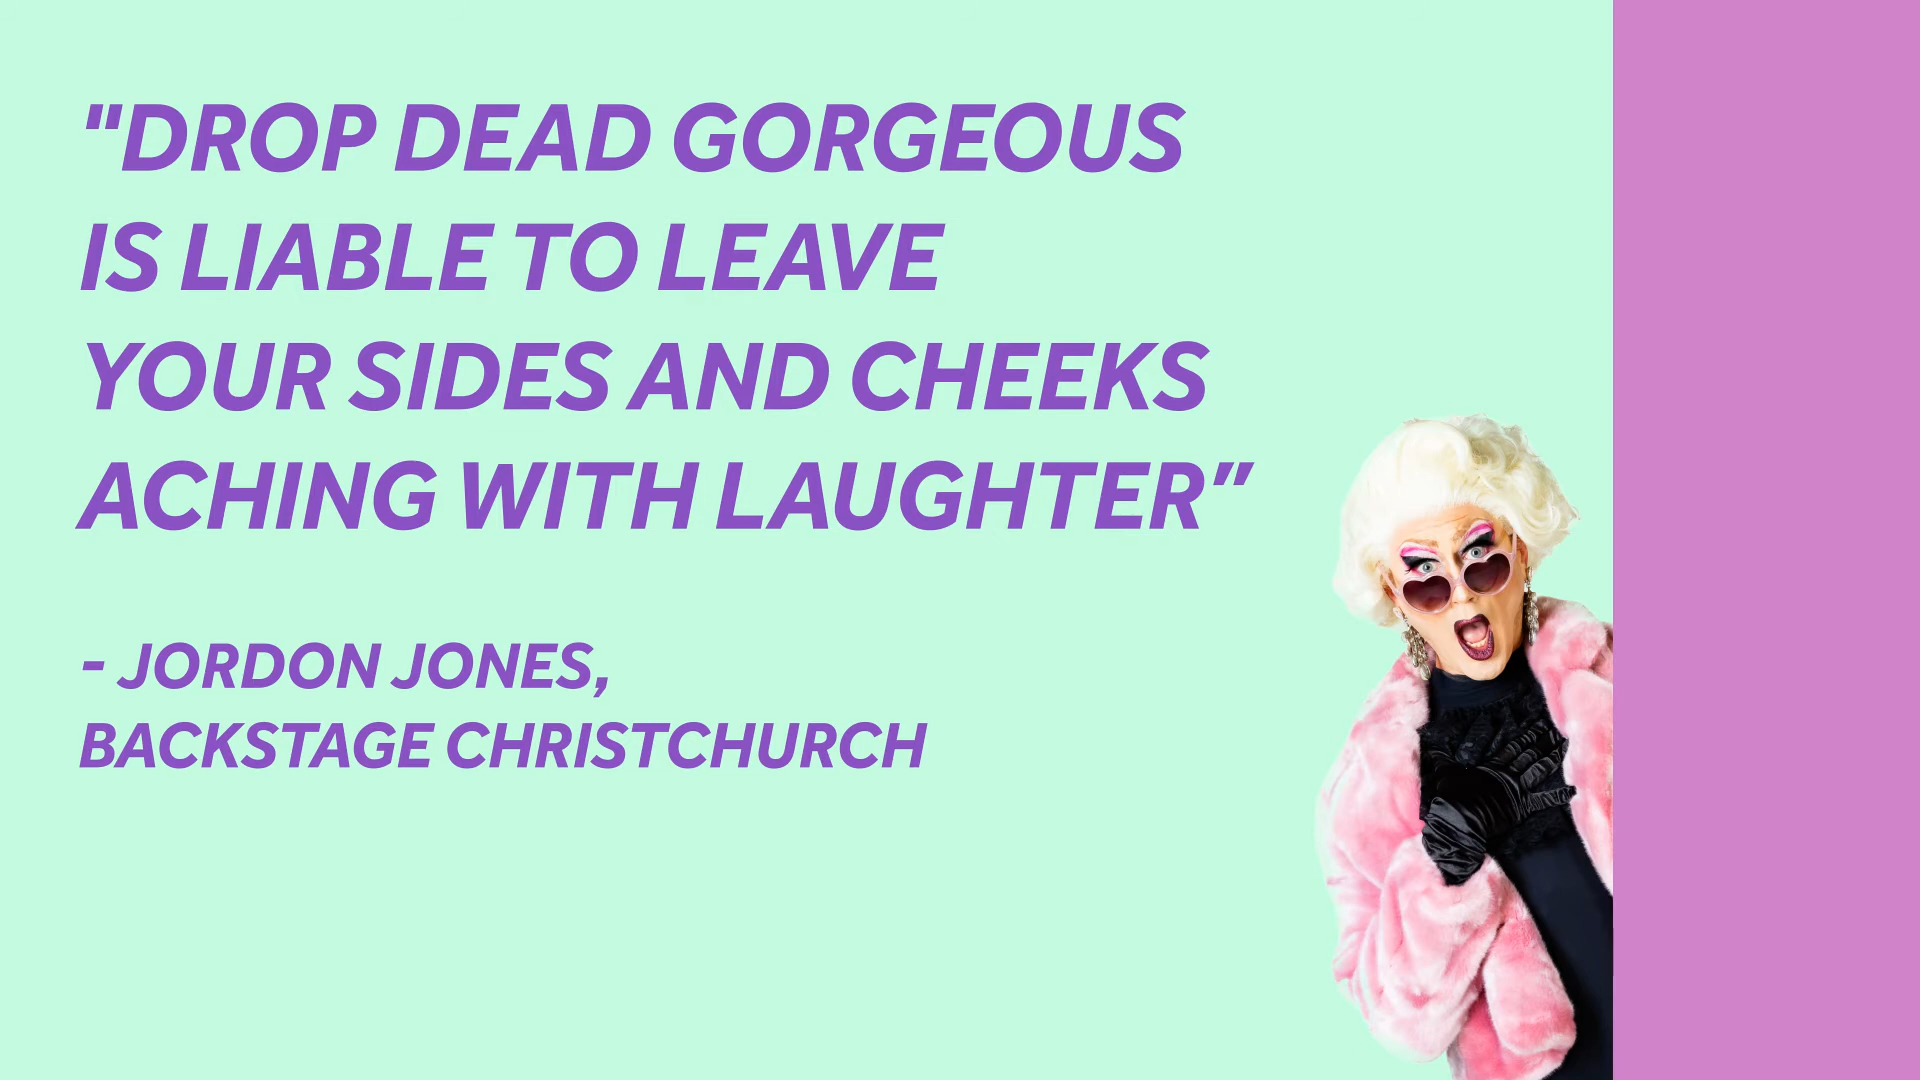 "DROP DEAD GORGEOUS
IS LIABLE TO LEAVE
YOUR SIDES AND CHEEKS
ACHING WITH LAUGHTER”
- JORDON JONES,
BACKSTAGE CHRISTCHURCH